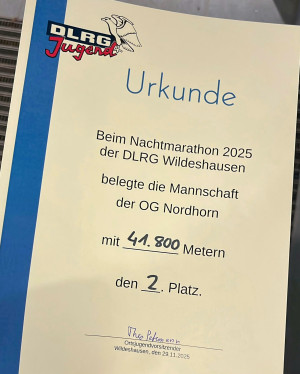 DLRG
Jugend
Urkunde
Beim Nachtmarathon 2025
der DLRG Wildeshausen
belegte die Mannschaft
der OG Nordhorn
mit 41.800 Metern
den 2. Platz.
Ortsjugendvorsitzender
Wildeshausen, den 29.11.2025